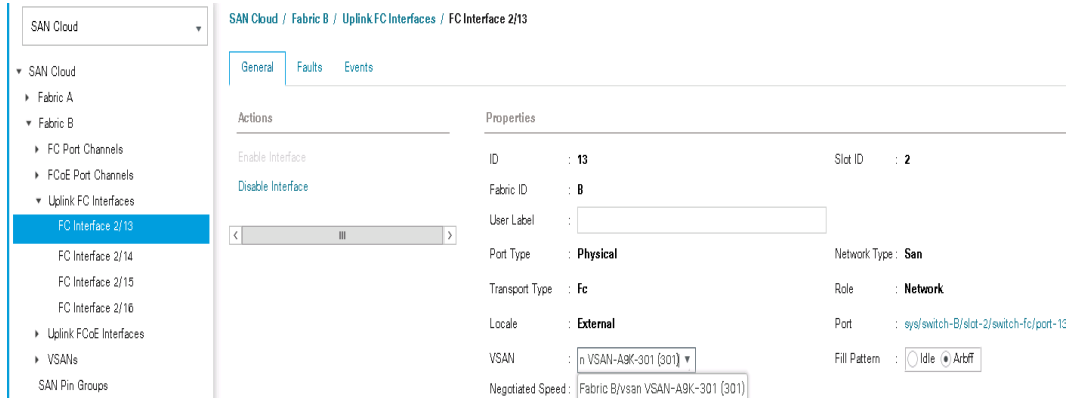 SAN Cloud
SAN Cloud / Fabric B / Uplink FC Interfaces / FC Interface 2/13
General Faults Events
SAN Cloud
Fabric A
Fabric B
FC Port Channels
FCoE Port Channels
Uplink FC Interfaces
FC Interface 2/13
FC Interface 2/14
FC Interface 2/15
FC Interface 2/16
Uplink FCoE Interfaces
VSANs
SAN Pin Groups
Actions
Enable Interface
Disable Interface
Properties
ID : 13 Slot ID : 2
Fabric ID : B
User Label :
Port Type : Physical Network Type : San
Transport Type : Fc Role : Network
Locale : External Port : sys/switch-B/slot-2/switch-fc/port-13
VSAN : n VSAN-A9K-301 (301) Fill Pattern : Idle Arbff
Negotiated Speed : Fabric B/vsan VSAN-A9K-301 (301)